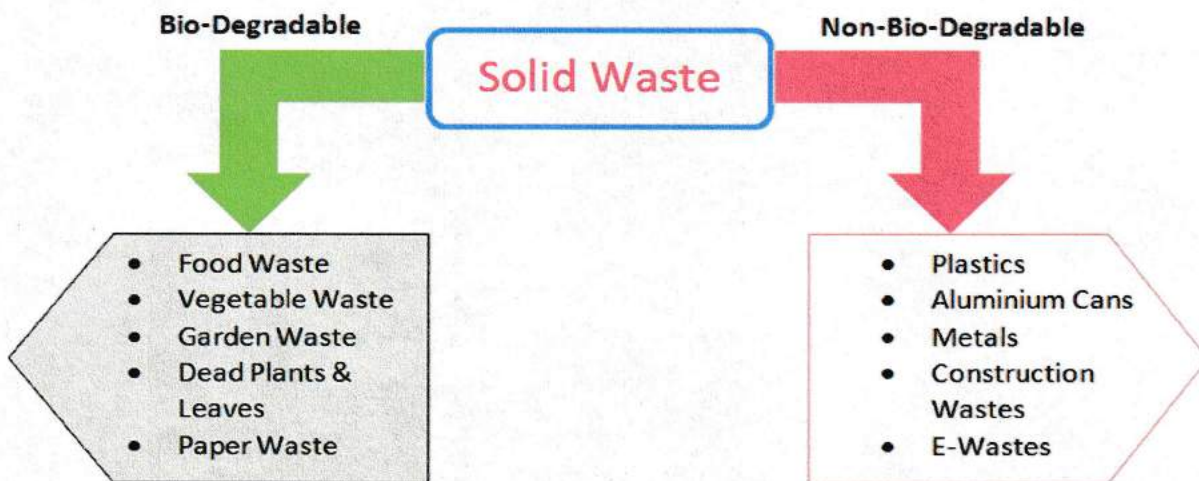 Bio-Degradable
Solid Waste
Non-Bio-Degradable
• Food Waste
• Vegetable Waste
• Garden Waste
• Dead Plants &
Leaves
• Paper Waste
• Plastics
• Aluminium Cans
• Metals
• Construction
Wastes
• E-Wastes